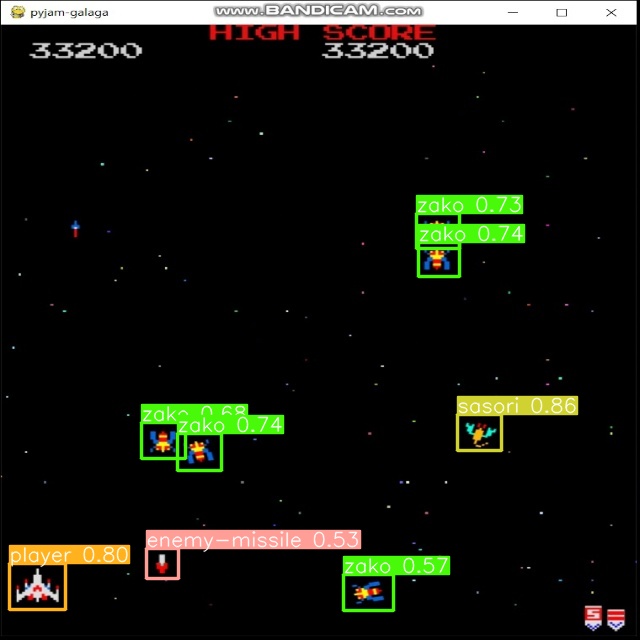 pyjam-galaga
www.BANDICAM.com
HIGH SCORE
33200
33200
zako 0.73
zako 0.74
zako 0.68
zako 0.74
sasori 0.86
enemy-missile 0.53
player 0.80
zako 0.57
5